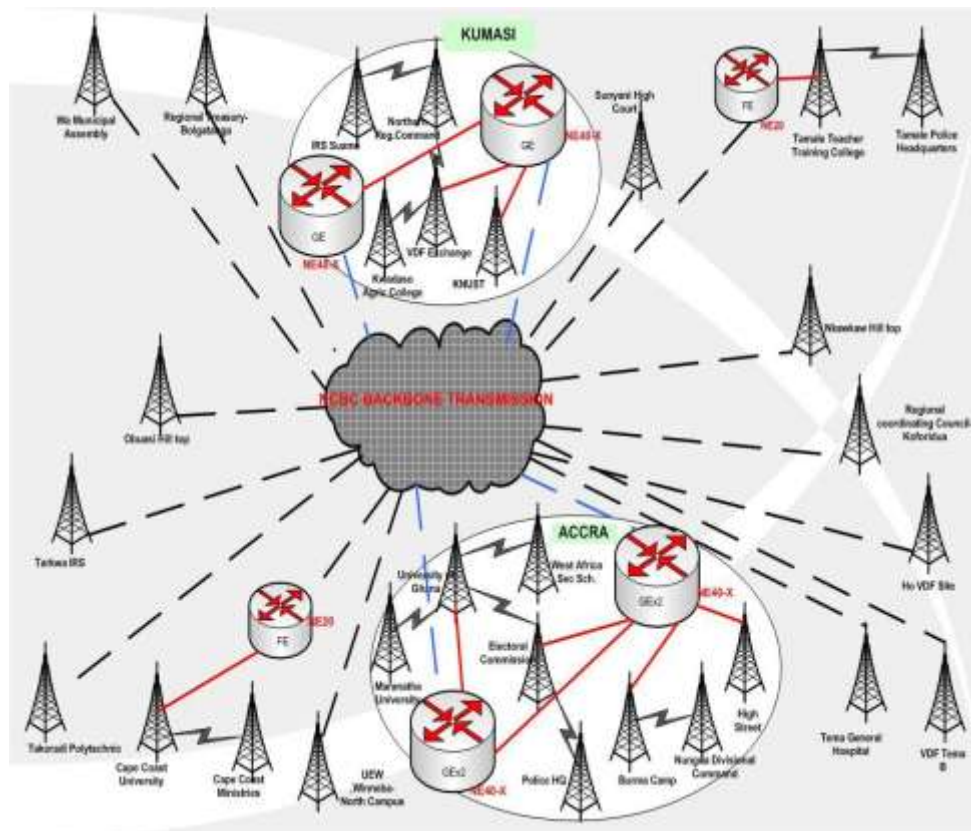 KUMASI
Wa Municipal
Assembly
Regional Treasury-
Bolgatanga
IRS Suame
Northern
Reg.Command
GE
NE40-X
Sunyani High
Court
FE
NE20
Tamale Teacher
Training College
Tamale Police
Headquarters
GE
NE40-X
VDF Exchange
Kwadaso
Agric College
KNUST
Nkawkaw Hill top
NCBC BACKBONE TRANSMISSION
Obuasi Hill top
Regional
coordinating Council
Koforidua
Tarkwa IRS
ACCRA
University
Ghana
West Africa
Sec Sch.
GEx2
NE40-X
Ho VDF Site
FE
NE20
Electoral
Commission
Maranatha
University
High
Street
Takoradi Polytechnic
Cape Coast
University
Cape Coast
Ministries
UEW
Winneba-
North Campus
GEx2
NE40-X
Police HQ
Burma Camp
Nungua Divisional
Command
Tema General
Hospital
VDF Tema
B